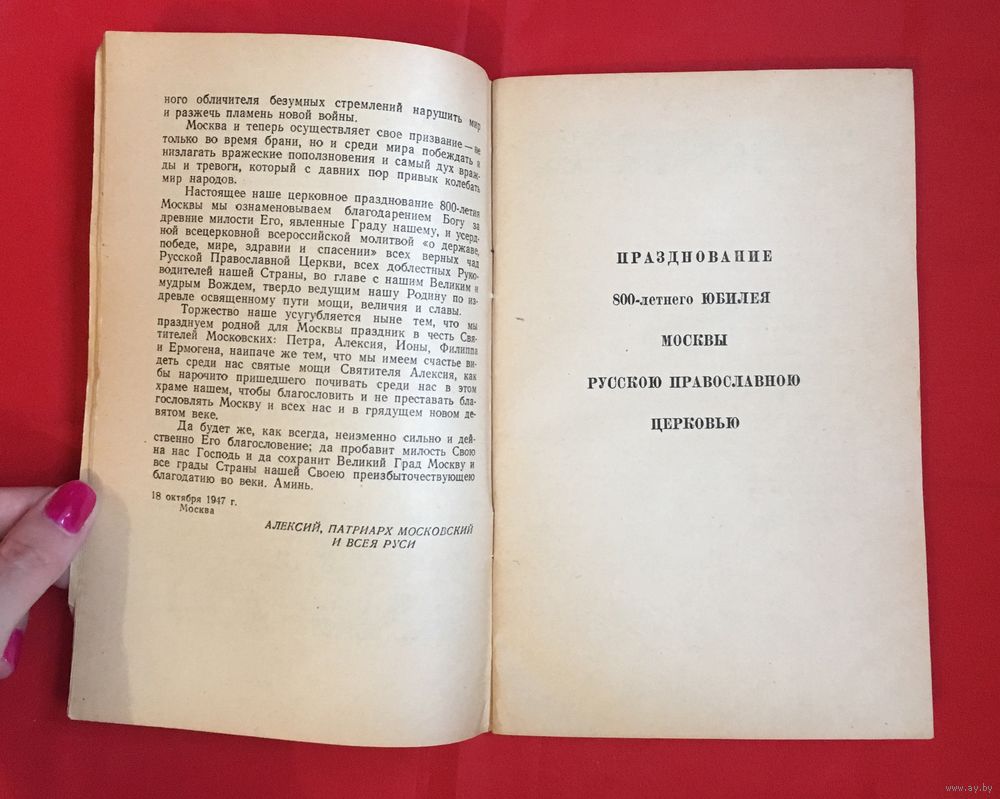 ного обличителя безумных стремлений нарушить мир
и разжечь пламень новой войны.
Москва и теперь осуществляет свое призвание — не
только во время брани, но и среди мира побеждать и
низлагать вражеские поползновения и самый дух враж-
ды и тревоги, который с давних пор привык колебать
мир народов.
Настоящее наше церковное празднование 800-летия
Москвы мы ознаменовываем благодарением Богу за
древние милости Его, явленные Граду нашему, и усерд-
ной всецерковной всероссийской молитвой «о державе,
победе, мире, здравии и спасении» всех верных чад
Русской Православной Церкви, всех доблестных Руко-
водителей нашей Страны, во главе с нашим Великим и
мудрым Вождем, твердо ведущим нашу Родину по из-
древле освященному пути мощи, величия и славы.
Торжество наше усугубляется ныне тем, что мы
празднуем родной для Москвы праздник в честь Свя-
тителей Московских: Петра, Алексия, Ионы, Филиппа
и Ермогена, наипаче же тем, что мы имеем счастье ви-
деть среди нас святые мощи Святителя Алексия, как
бы нарочито пришедшего почивать среди нас в этом
храме нашем, чтобы благословить и не преставать бла-
гословлять Москву и всех нас и в грядущем новом де-
вятом веке.
Да будет же, как всегда, неизменно сильно и дей-
ственно Его благословение; да пробавит милость Свою
на нас Господь и да сохранит Великий Град Москву и
все грады Страны нашей Своею преизбыточествующею
благодатию во веки. Аминь.
18 октября 1947 г.
Москва
АЛЕКСИЙ, ПАТРИАРХ МОСКОВСКИЙ
И ВСЕЯ РУСИ
ПРАЗДНОВАНИЕ
800-летнего ЮБИЛЕЯ
МОСКВЫ
РУССКОЮ ПРАВОСЛАВНОЮ
ЦЕРКОВЬЮ
www.ay.by